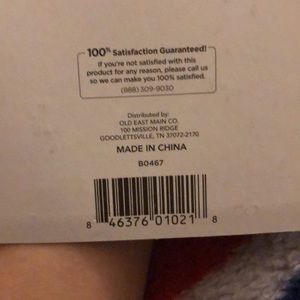 100% Satisfaction Guaranteed!
If you're not satisfied with this
product for any reason, please call us
so we can make you 100% satisfied.
(888) 309-9030
Distributed by:
OLD EAST MAIN CO.
100 MISSION RIDGE
GOODLETTSVILLE, TN 37072-2170
MADE IN CHINA
B0467
8 46376 01021 8